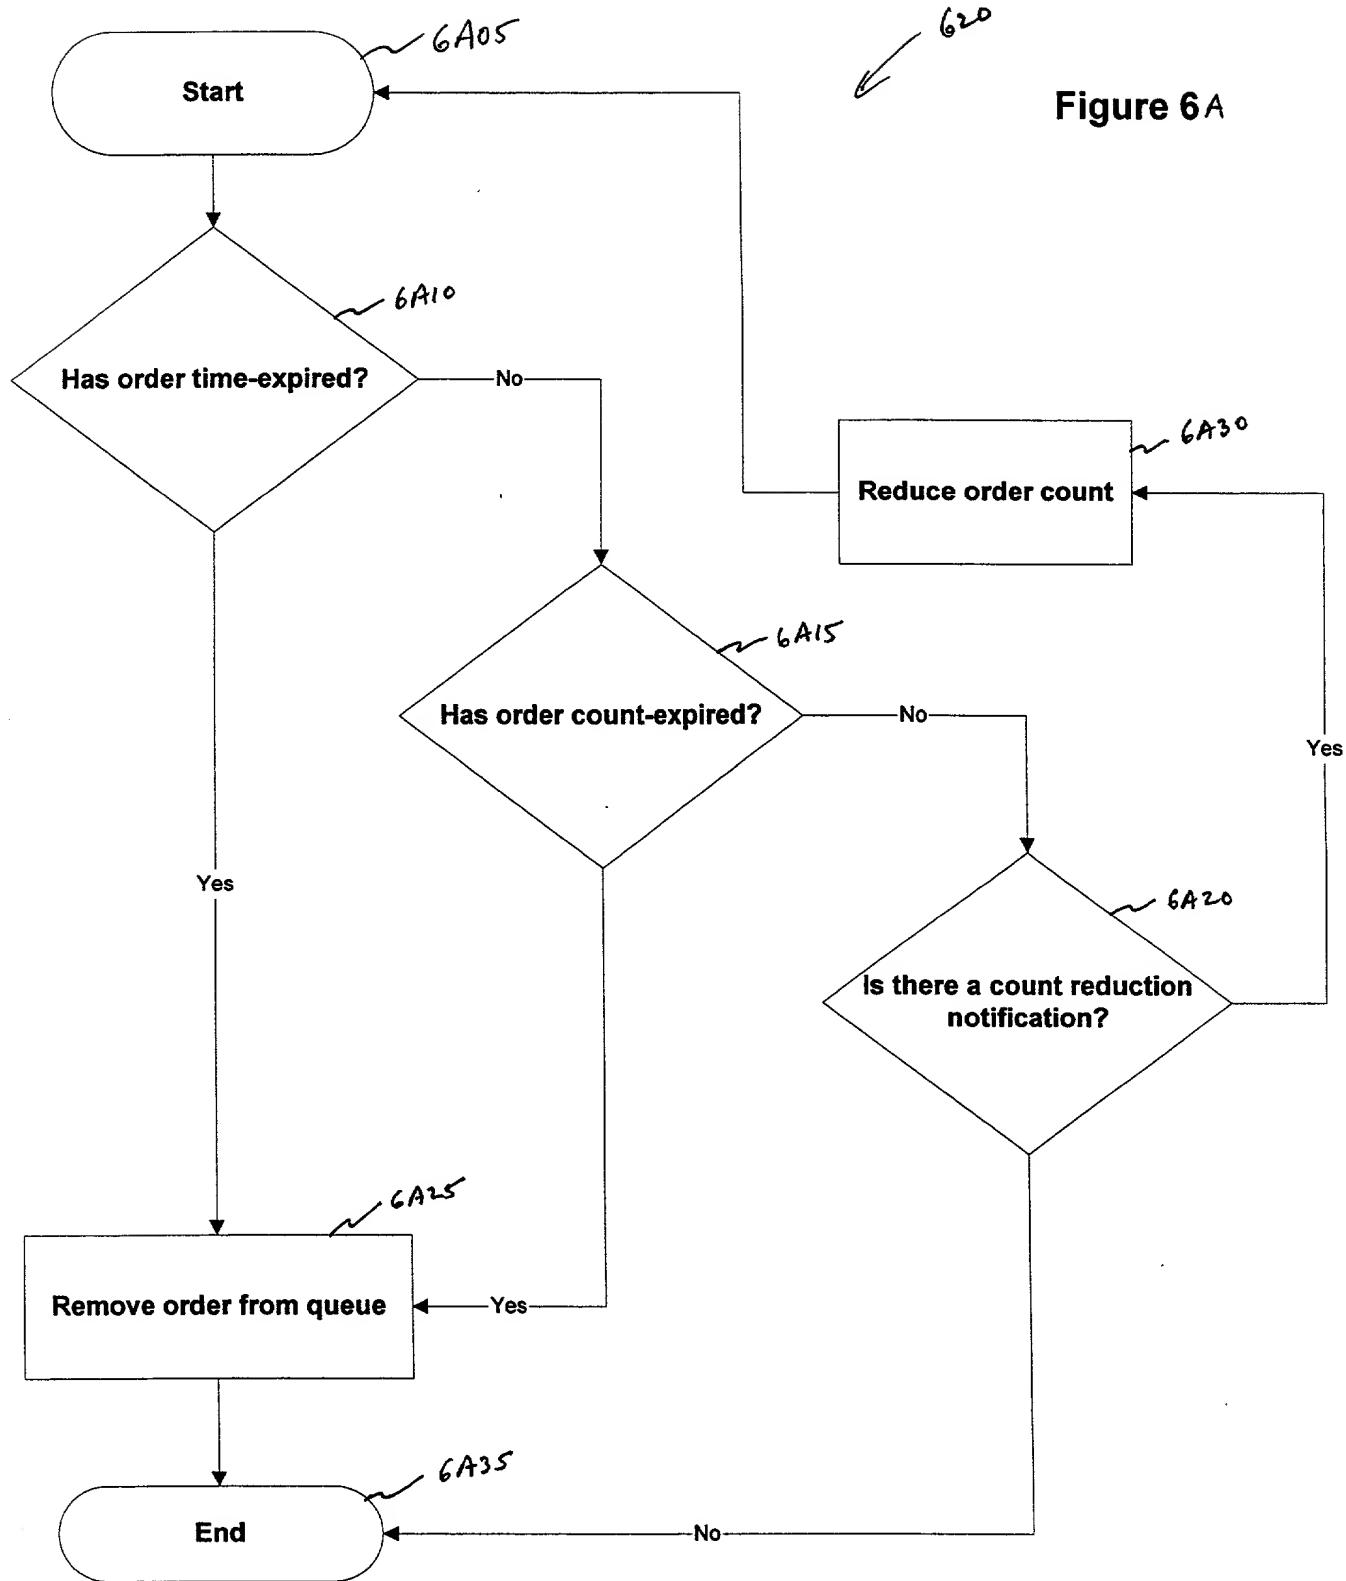 620
6A05
Start
Figure 6A
6A10
Has order time-expired?
No
6A30
Reduce order count
6A15
Has order count-expired?
No
Yes
6A20
Is there a count reduction
notification?
Yes
6A25
Remove order from queue
Yes
6A35
End
No